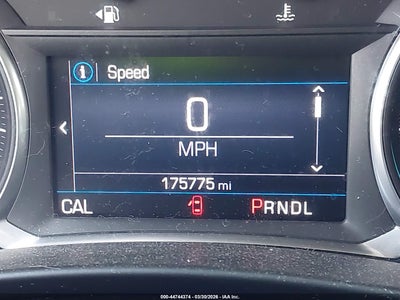 Speed
0
MPH
175775 mi
CAL PRNDL
000-44744374 | 03/30/2026 - IAA Inc.